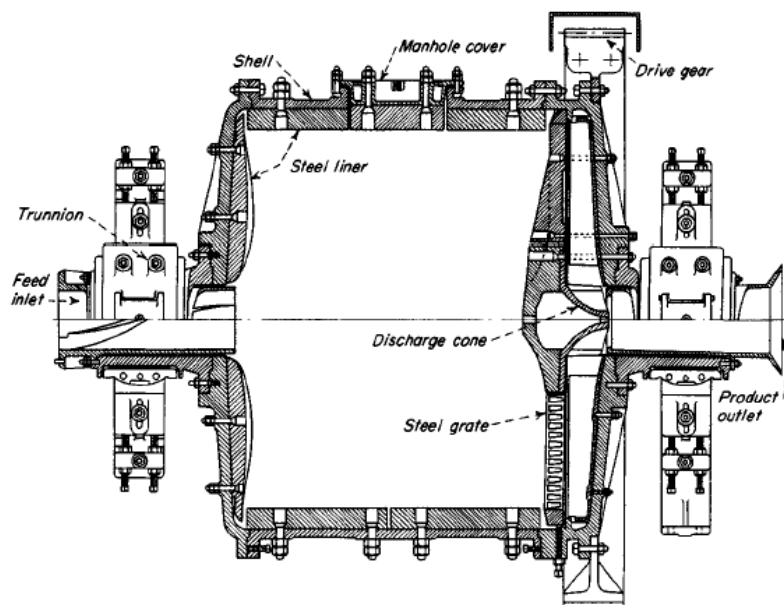 Manhole cover
Shell
Drive gear
Steel liner
Trunnion
Feed
inlet
Discharge cone
Steel grate
Product
outlet